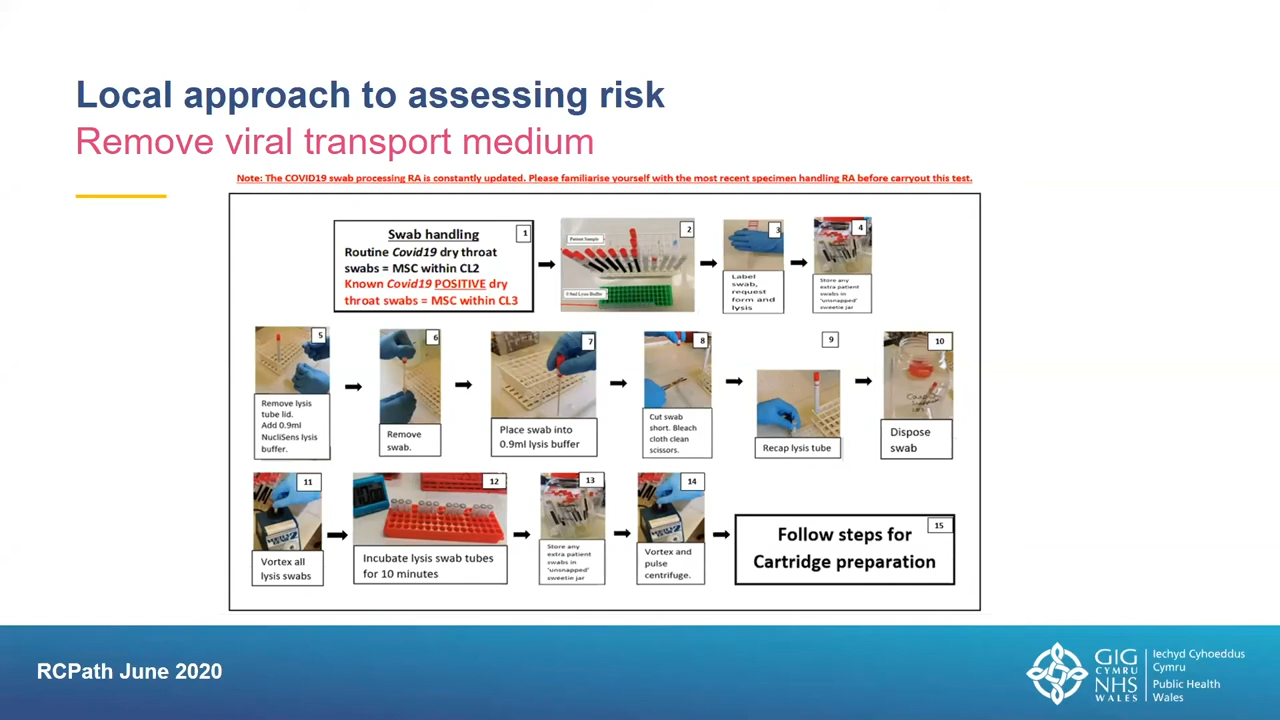 Local approach to assessing risk
Remove viral transport medium
Note: The COVID19 swab processing RA is constantly updated. Please familiarise yourself with the most recent specimen handling RA before carryout this test.
Swab handling
1
Routine Covid19 dry throat
swabs = MSC within CL2
Known Covid19 POSITIVE dry
throat swabs = MSC within CL3
2
Patient Sample
0.9ml Lysis Buffer
3
Label
swab,
request
form and
lysis
4
Store any
extra patient
swabs in
'unsnapped'
sweetie jar
5
Remove lysis
tube lid.
Add 0.9ml
NucliSens lysis
buffer.
6
Remove
swab.
7
Place swab into
0.9ml lysis buffer
8
Cut swab
short. Bleach
cloth clean
scissors.
9
Recap lysis tube
10
Dispose
swab
11
Vortex all
lysis swabs
12
Incubate lysis swab tubes
for 10 minutes
13
Store any
extra patient
swabs in
'unsnapped'
sweetie jar
14
Vortex and
pulse
centrifuge.
15
Follow steps for
Cartridge preparation
RCPath June 2020
GIG
CYMRU
NHS
WALES
Iechyd Cyhoeddus
Cymru
Public Health
Wales